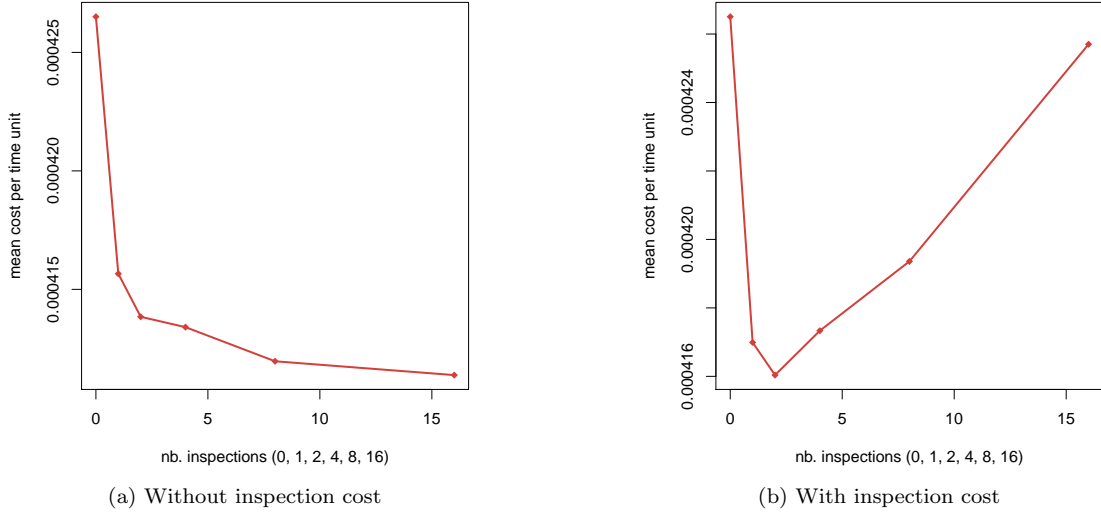 mean cost per time unit
0.000425
0.000420
0.000415
0 5 10 15
nb. inspections (0, 1, 2, 4, 8, 16)
(a) Without inspection cost
mean cost per time unit
0.000424
0.000420
0.000416
0 5 10 15
nb. inspections (0, 1, 2, 4, 8, 16)
(b) With inspection cost